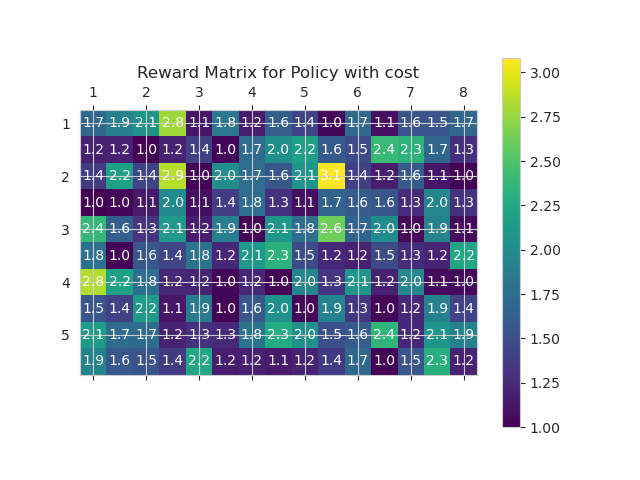 Reward Matrix for Policy with cost
1 2 3 4 5 6 7 8
1 1.7 1.9 2.1 2.8 1.1 1.8 1.2 1.6 1.4 1.0 1.7 1.1 1.6 1.5 1.7
1.2 1.2 1.0 1.2 1.4 1.0 1.7 2.0 2.2 1.6 1.5 2.4 2.3 1.7 1.3
2 1.4 2.2 1.4 2.9 1.0 2.0 1.7 1.6 2.1 3.1 1.4 1.2 1.6 1.1 1.0
1.0 1.0 1.1 2.0 1.1 1.4 1.8 1.3 1.1 1.7 1.6 1.6 1.3 2.0 1.3
3 2.4 1.6 1.3 2.1 1.2 1.9 1.0 2.1 1.8 2.6 1.7 2.0 1.0 1.9 1.1
1.8 1.0 1.6 1.4 1.8 1.2 2.1 2.3 1.5 1.2 1.2 1.5 1.3 1.2 2.2
4 2.8 2.2 1.8 1.2 1.2 1.0 1.2 1.0 2.0 1.3 2.1 1.2 2.0 1.1 1.0
1.5 1.4 2.2 1.1 1.9 1.0 1.6 2.0 1.0 1.9 1.3 1.0 1.2 1.9 1.4
5 2.1 1.7 1.7 1.2 1.3 1.3 1.8 2.3 2.0 1.5 1.6 2.4 1.2 2.1 1.9
1.9 1.6 1.5 1.4 2.2 1.2 1.2 1.1 1.2 1.4 1.7 1.0 1.5 2.3 1.2
3.00
2.75
2.50
2.25
2.00
1.75
1.50
1.25
1.00